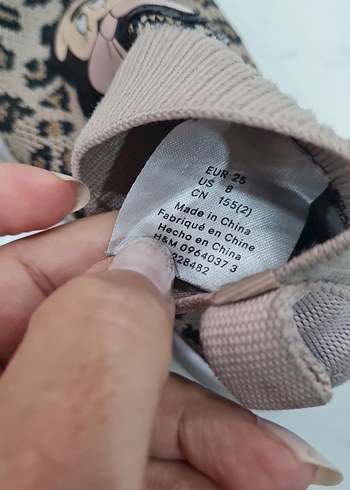 EUR 25
US 8
CN 155(2)
Made in China
Fabriqué en Chine
Hecho en China
H&M 0964037 3
228482